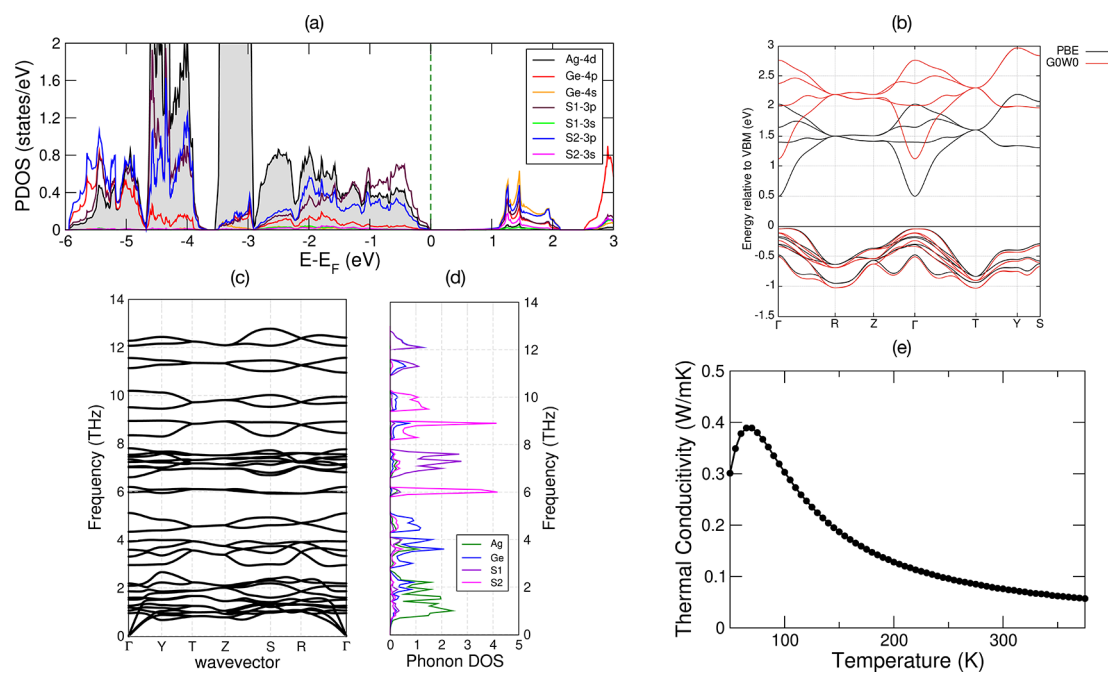 (a)
PDOS (states/eV)
2
1.6
1.2
0.8
0.4
0
-6 -5 -4 -3 -2 -1 0 1 2 3
E-E_F (eV)
Ag-4d
Ge-4p
Ge-4s
S1-3p
S1-3s
S2-3p
S2-3s
(b)
PBE
G0W0
Energy relative to VBM (eV)
3
2.5
2
1.5
1
0.5
0
-0.5
-1
-1.5
Γ R Z Γ T Y S
(c)
Frequency (THz)
14
12
10
8
6
4
2
0
Γ Y T Z S R Γ
wavevector
(d)
14
12
10
8
6
4
2
0
Frequency (THz)
Ag
Ge
S1
S2
0 1 2 3 4 5
Phonon DOS
(e)
Thermal Conductivity (W/mK)
0.5
0.4
0.3
0.2
0.1
0
100 200 300
Temperature (K)